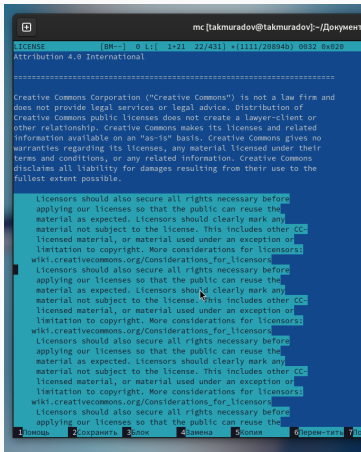 mc [takmuradov@takmuradov]:~/Докумен
LICENSE [BM--] 0 L:[ 1+21 22/431] *(1111/20894b) 0032 0x020
Attribution 4.0 International
=======================================================================
Creative Commons Corporation ("Creative Commons") is not a law firm and
does not provide legal services or legal advice. Distribution of
Creative Commons public licenses does not create a lawyer-client or
other relationship. Creative Commons makes its licenses and related
information available on an "as-is" basis. Creative Commons gives no
warranties regarding its licenses, any material licensed under their
terms and conditions, or any related information. Creative Commons
disclaims all liability for damages resulting from their use to the
fullest extent possible.
Licensors should also secure all rights necessary before
applying our licenses so that the public can reuse the
material as expected. Licensors should clearly mark any
material not subject to the license. This includes other CC-
licensed material, or material used under an exception or
limitation to copyright. More considerations for licensors:
wiki.creativecommons.org/Considerations_for_licensors
Licensors should also secure all rights necessary before
applying our licenses so that the public can reuse the
material as expected. Licensors should clearly mark any
material not subject to the license. This includes other CC-
licensed material, or material used under an exception or
limitation to copyright. More considerations for licensors:
wiki.creativecommons.org/Considerations_for_licensors
Licensors should also secure all rights necessary before
applying our licenses so that the public can reuse the
material as expected. Licensors should clearly mark any
material not subject to the license. This includes other CC-
licensed material, or material used under an exception or
limitation to copyright. More considerations for licensors:
wiki.creativecommons.org/Considerations_for_licensors
Licensors should also secure all rights necessary before
applying our licenses so that the public can reuse the
1Помощь 2Сохранить 3Блок 4Замена 5Копия 6Перем~тить 7По